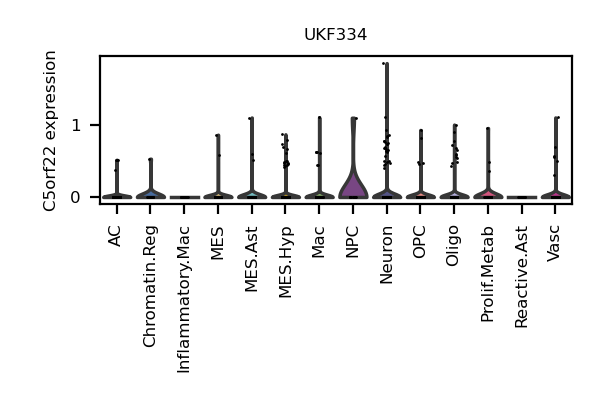 UKF334
C5orf22 expression
1
0
AC
Chromatin.Reg
Inflammatory.Mac
MES
MES.Ast
MES.Hyp
Mac
NPC
Neuron
OPC
Oligo
Prolif.Metab
Reactive.Ast
Vasc